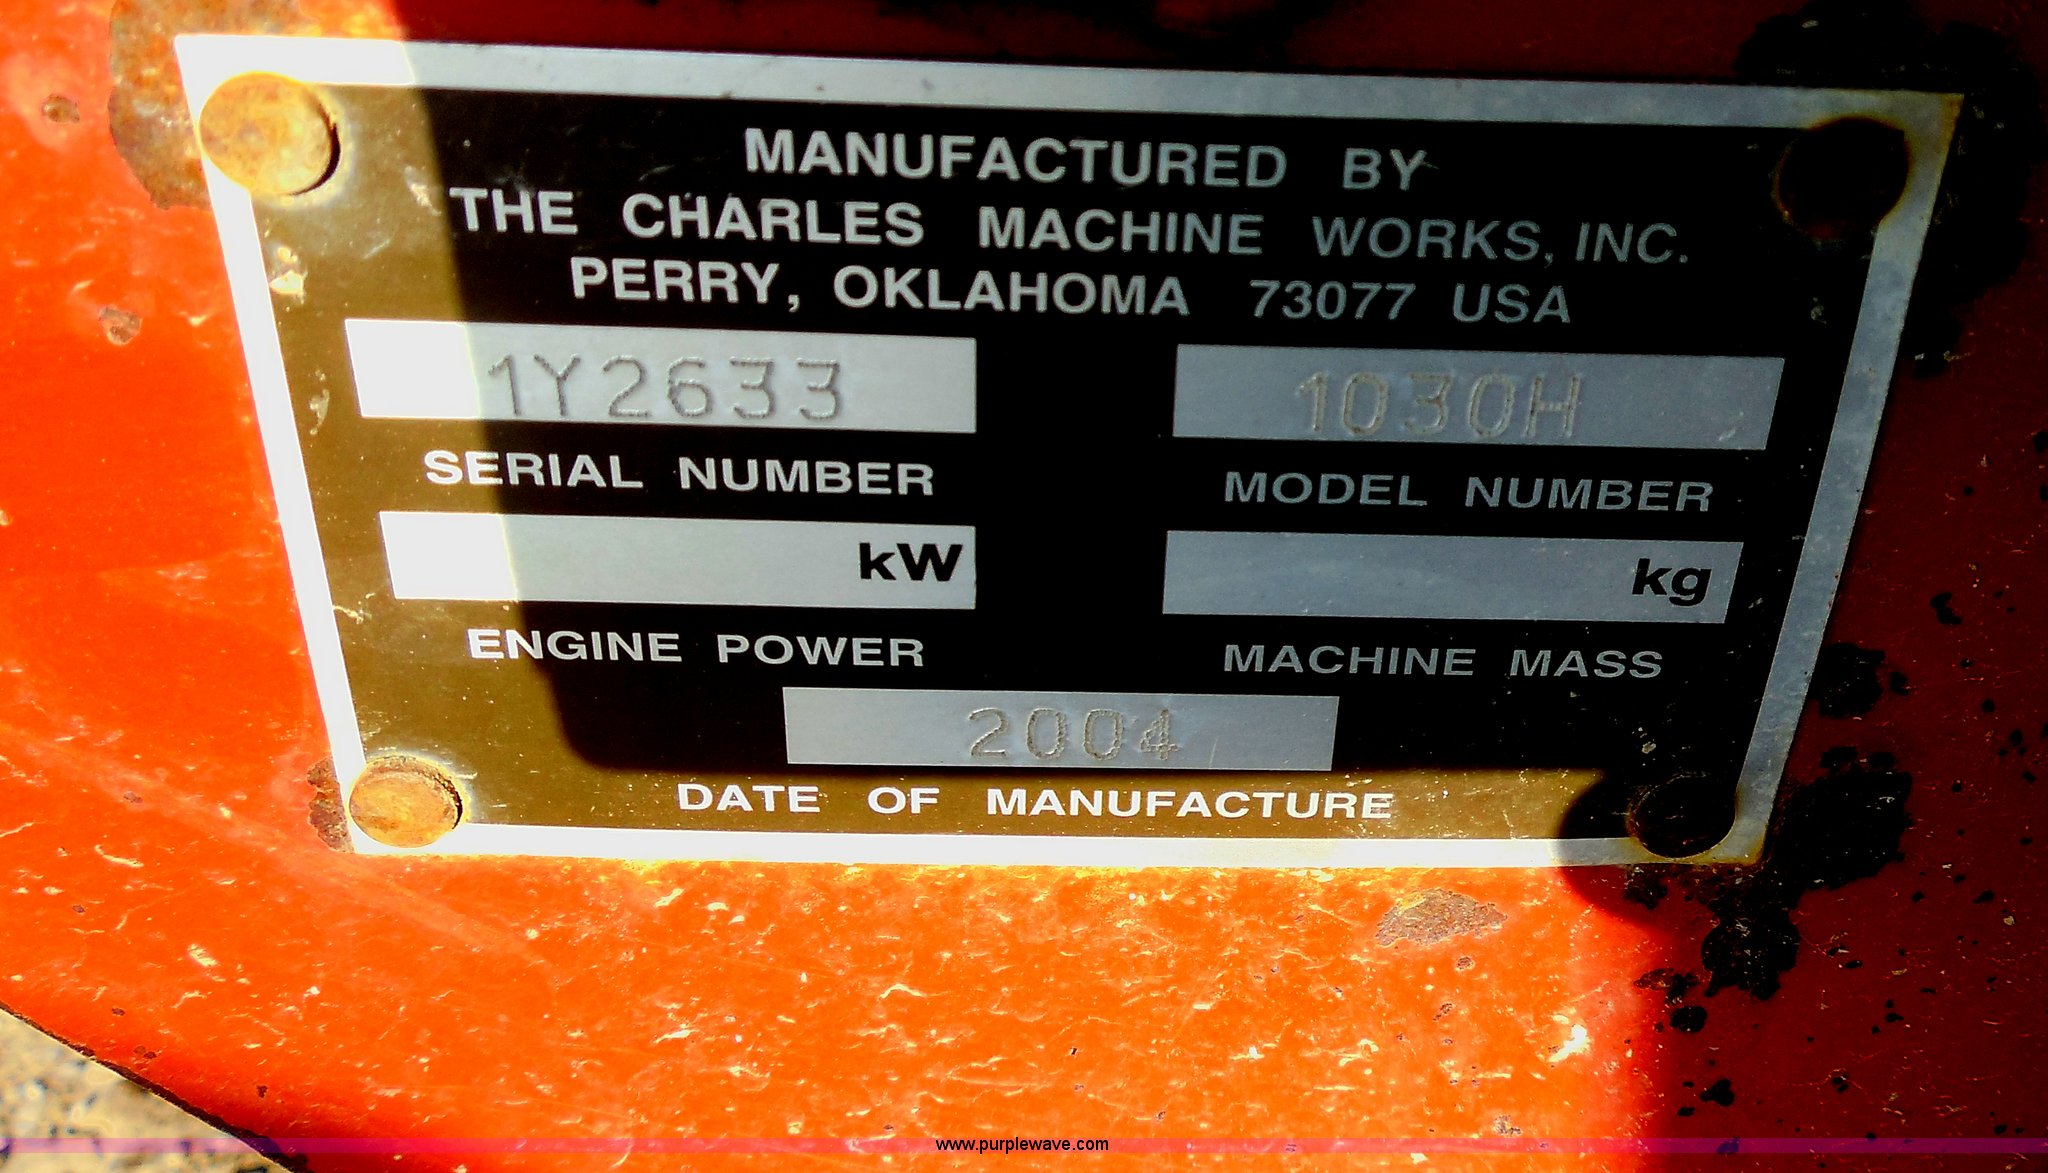 MANUFACTURED BY
THE CHARLES MACHINE WORKS, INC.
PERRY, OKLAHOMA 73077 USA
1Y2633 1030H
SERIAL NUMBER MODEL NUMBER
kW kg
ENGINE POWER MACHINE MASS
2004
DATE OF MANUFACTURE
www.purplewave.com